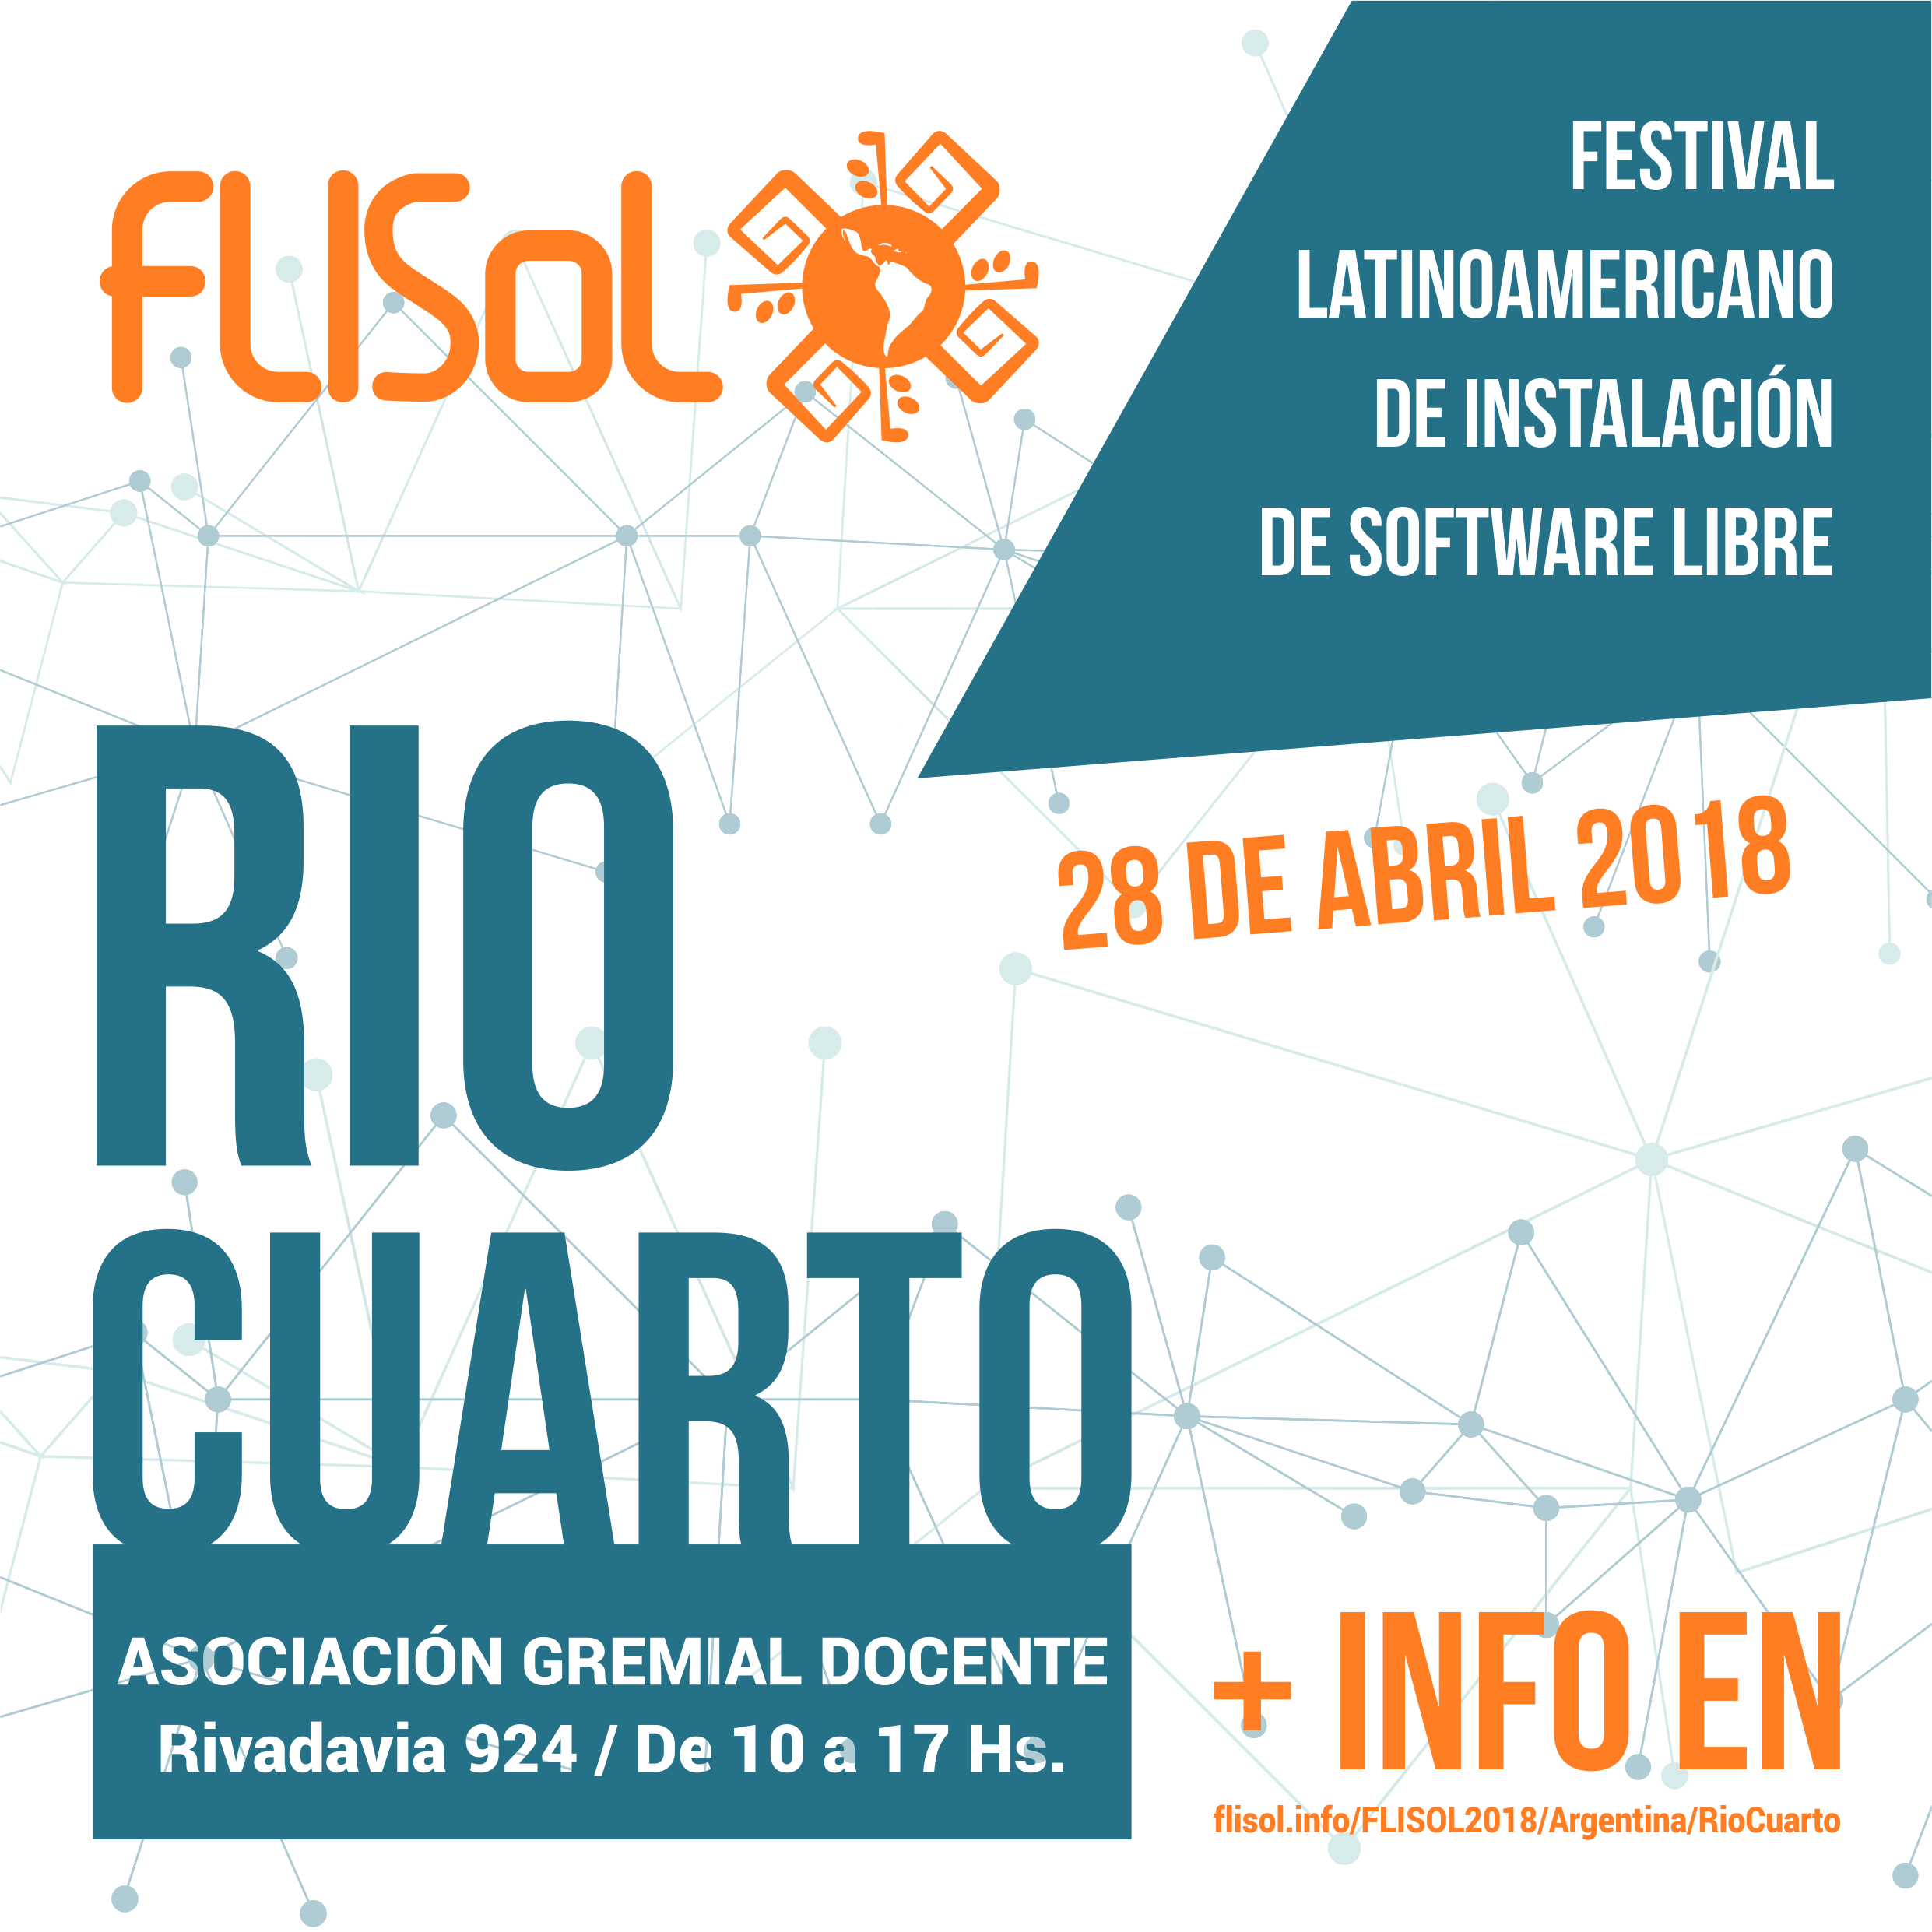 fLISoL
FESTIVAL
LATINOAMERICANO
DE INSTALACIÓN
DE SOFTWARE LIBRE
RIO
28 DE ABRIL 2018
CUARTO
ASOCIACIÓN GREMIAL DOCENTE
Rivadavia 924 / De 10 a 17 Hs.
+ INFO EN
flisol.info/FLISOL2018/Argentina/RioCuarto